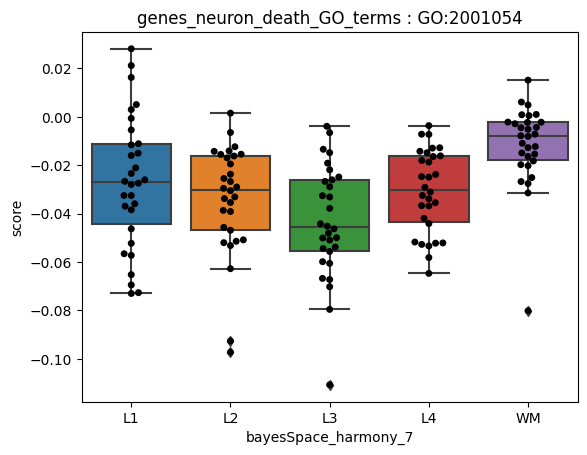 genes_neuron_death_GO_terms : GO:2001054
0.02
0.00
−0.02
−0.04
−0.06
−0.08
−0.10
score
L1 L2 L3 L4 WM
bayesSpace_harmony_7